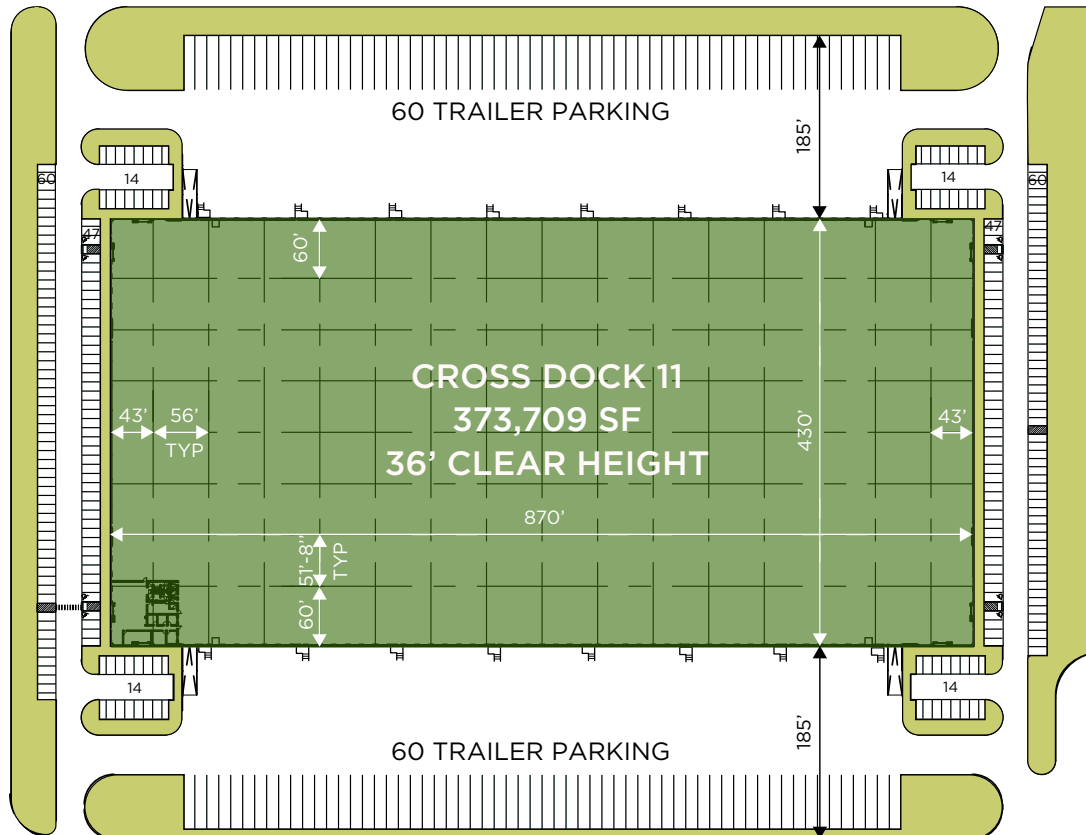 60 TRAILER PARKING
185'
60
14
14
60
47
47
60'
CROSS DOCK 11
373,709 SF
36' CLEAR HEIGHT
43'
56'
TYP
430'
43'
870'
51'-8"
TYP
60'
14
14
60 TRAILER PARKING
185'